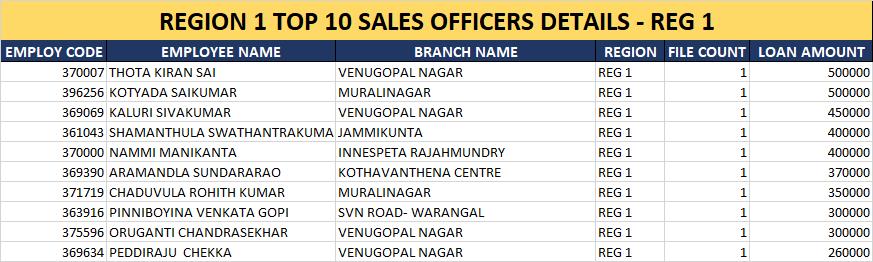 REGION 1 TOP 10 SALES OFFICERS DETAILS - REG 1
EMPLOY CODE EMPLOYEE NAME BRANCH NAME REGION FILE COUNT LOAN AMOUNT
370007 THOTA KIRAN SAI VENUGOPAL NAGAR REG 1 1 500000
396256 KOTYADA SAIKUMAR MURALINAGAR REG 1 1 500000
369069 KALURI SIVAKUMAR VENUGOPAL NAGAR REG 1 1 450000
361043 SHAMANTHULA SWATHANTRAKUMA JAMMIKUNTA REG 1 1 400000
370000 NAMMI MANIKANTA INNESPETA RAJAHMUNDRY REG 1 1 400000
369390 ARAMANDLA SUNDARARAO KOTHAVANTHENA CENTRE REG 1 1 370000
371719 CHADUVULA ROHITH KUMAR MURALINAGAR REG 1 1 350000
363916 PINNIBOYINA VENKATA GOPI SVN ROAD- WARANGAL REG 1 1 300000
375596 ORUGANTI CHANDRASEKHAR VENUGOPAL NAGAR REG 1 1 300000
369634 PEDDIRAJU  CHEKKA VENUGOPAL NAGAR REG 1 1 260000